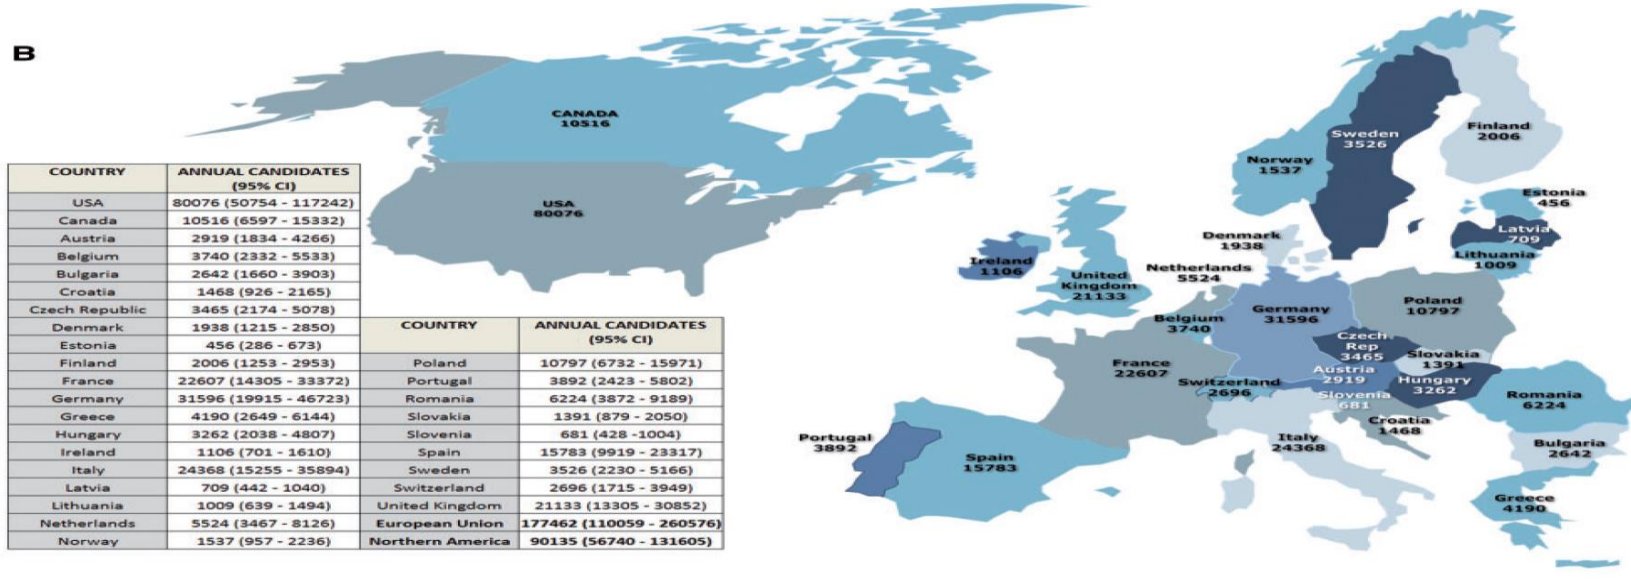 B
COUNTRY ANNUAL CANDIDATES
(95% CI)
USA 80076 (50754 - 117242)
Canada 10516 (6597 - 15332)
Austria 2919 (1834 - 4266)
Belgium 3740 (2332 - 5533)
Bulgaria 2642 (1660 - 3903)
Croatia 1468 (926 - 2165)
Czech Republic 3465 (2174 - 5078)
Denmark 1938 (1215 - 2850)
Estonia 456 (286 - 673)
Finland 2006 (1253 - 2953)
France 22607 (14305 - 33372)
Germany 31596 (19915 - 46723)
Greece 4190 (2649 - 6144)
Hungary 3262 (2038 - 4807)
Ireland 1106 (701 - 1610)
Italy 24368 (15255 - 35894)
Latvia 709 (442 - 1040)
Lithuania 1009 (639 - 1494)
Netherlands 5524 (3467 - 8126)
Norway 1537 (957 - 2236)
COUNTRY ANNUAL CANDIDATES
(95% CI)
Poland 10797 (6732 - 15971)
Portugal 3892 (2423 - 5802)
Romania 6224 (3872 - 9189)
Slovakia 1391 (879 - 2050)
Slovenia 681 (428 -1004)
Spain 15783 (9919 - 23317)
Sweden 3526 (2230 - 5166)
Switzerland 2696 (1715 - 3949)
United Kingdom 21133 (13305 - 30852)
European Union 177462 (110059 - 260576)
Northern America 90135 (56740 - 131605)
CANADA
10516
USA
80076
Sweden
3526
Finland
2006
Norway
1537
Estonia
456
Latvia
709
Lithuania
1009
Denmark
1938
Ireland
1106
United
Kingdom
21133
Netherlands
5524
Belgium
3740
Germany
31596
Poland
10797
Czech
Rep
3465
Slovakia
1391
France
22607
Switzerland
2696
Austria
2919
Hungary
3262
Slovenia
681
Romania
6224
Croatia
1468
Bulgaria
2642
Italy
24368
Portugal
3892
Spain
15783
Greece
4190